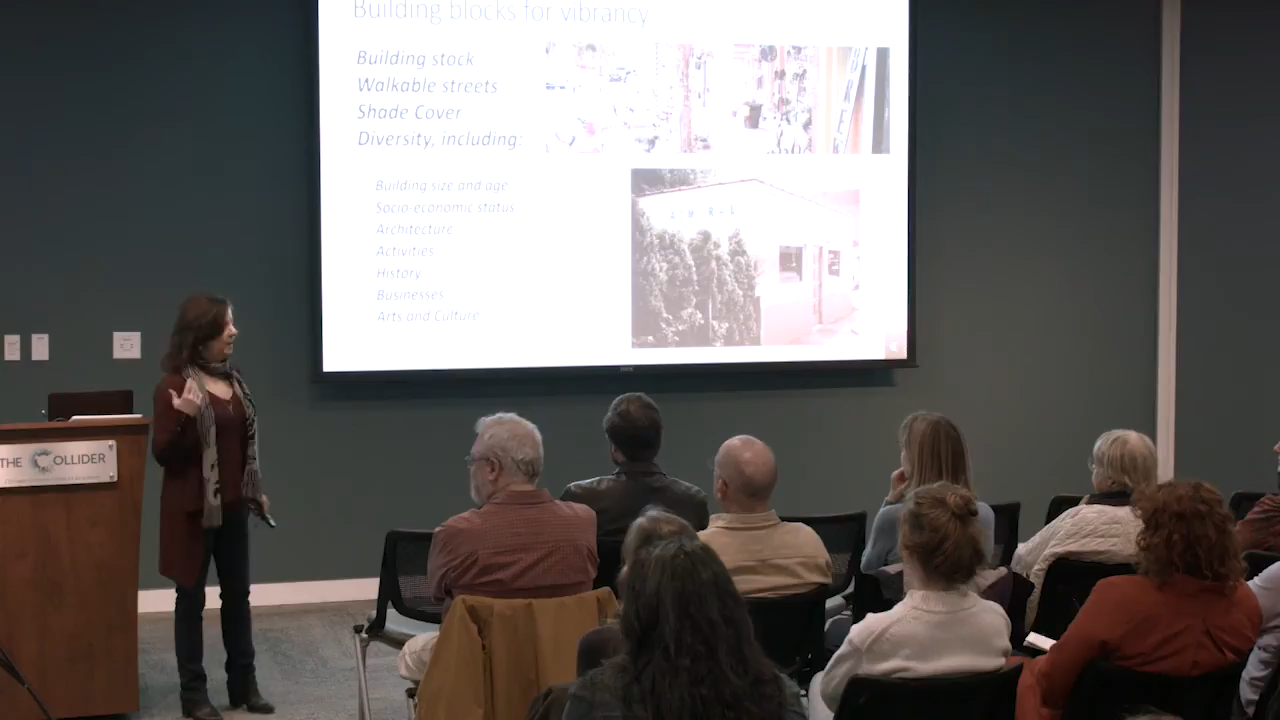 Building blocks for vibrancy
Building stock
Walkable streets
Shade Cover
Diversity, including:
Building size and age
Socio-economic status
Architecture
Activities
History
Businesses
Arts and Culture
THE COLLIDER